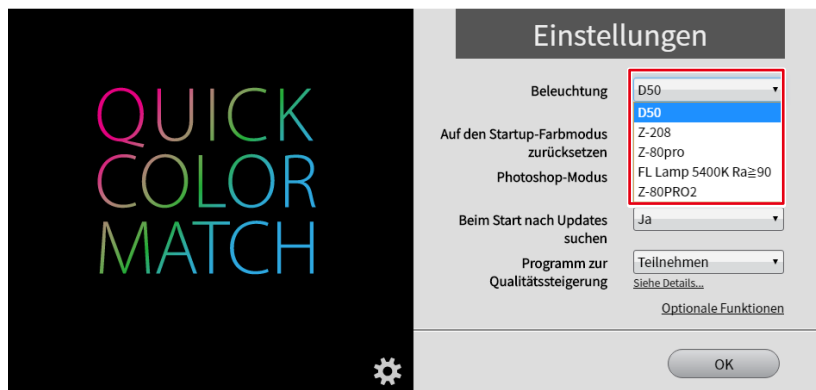 QUICK
COLOR
MATCH
Einstellungen
Beleuchtung
D50
D50
Z-208
Z-80pro
FL Lamp 5400K Ra≧90
Z-80PRO2
Auf den Startup-Farbmodus
zurücksetzen
Photoshop-Modus
Beim Start nach Updates
suchen
Ja
Programm zur
Qualitätssteigerung
Teilnehmen
Siehe Details...
Optionale Funktionen
OK